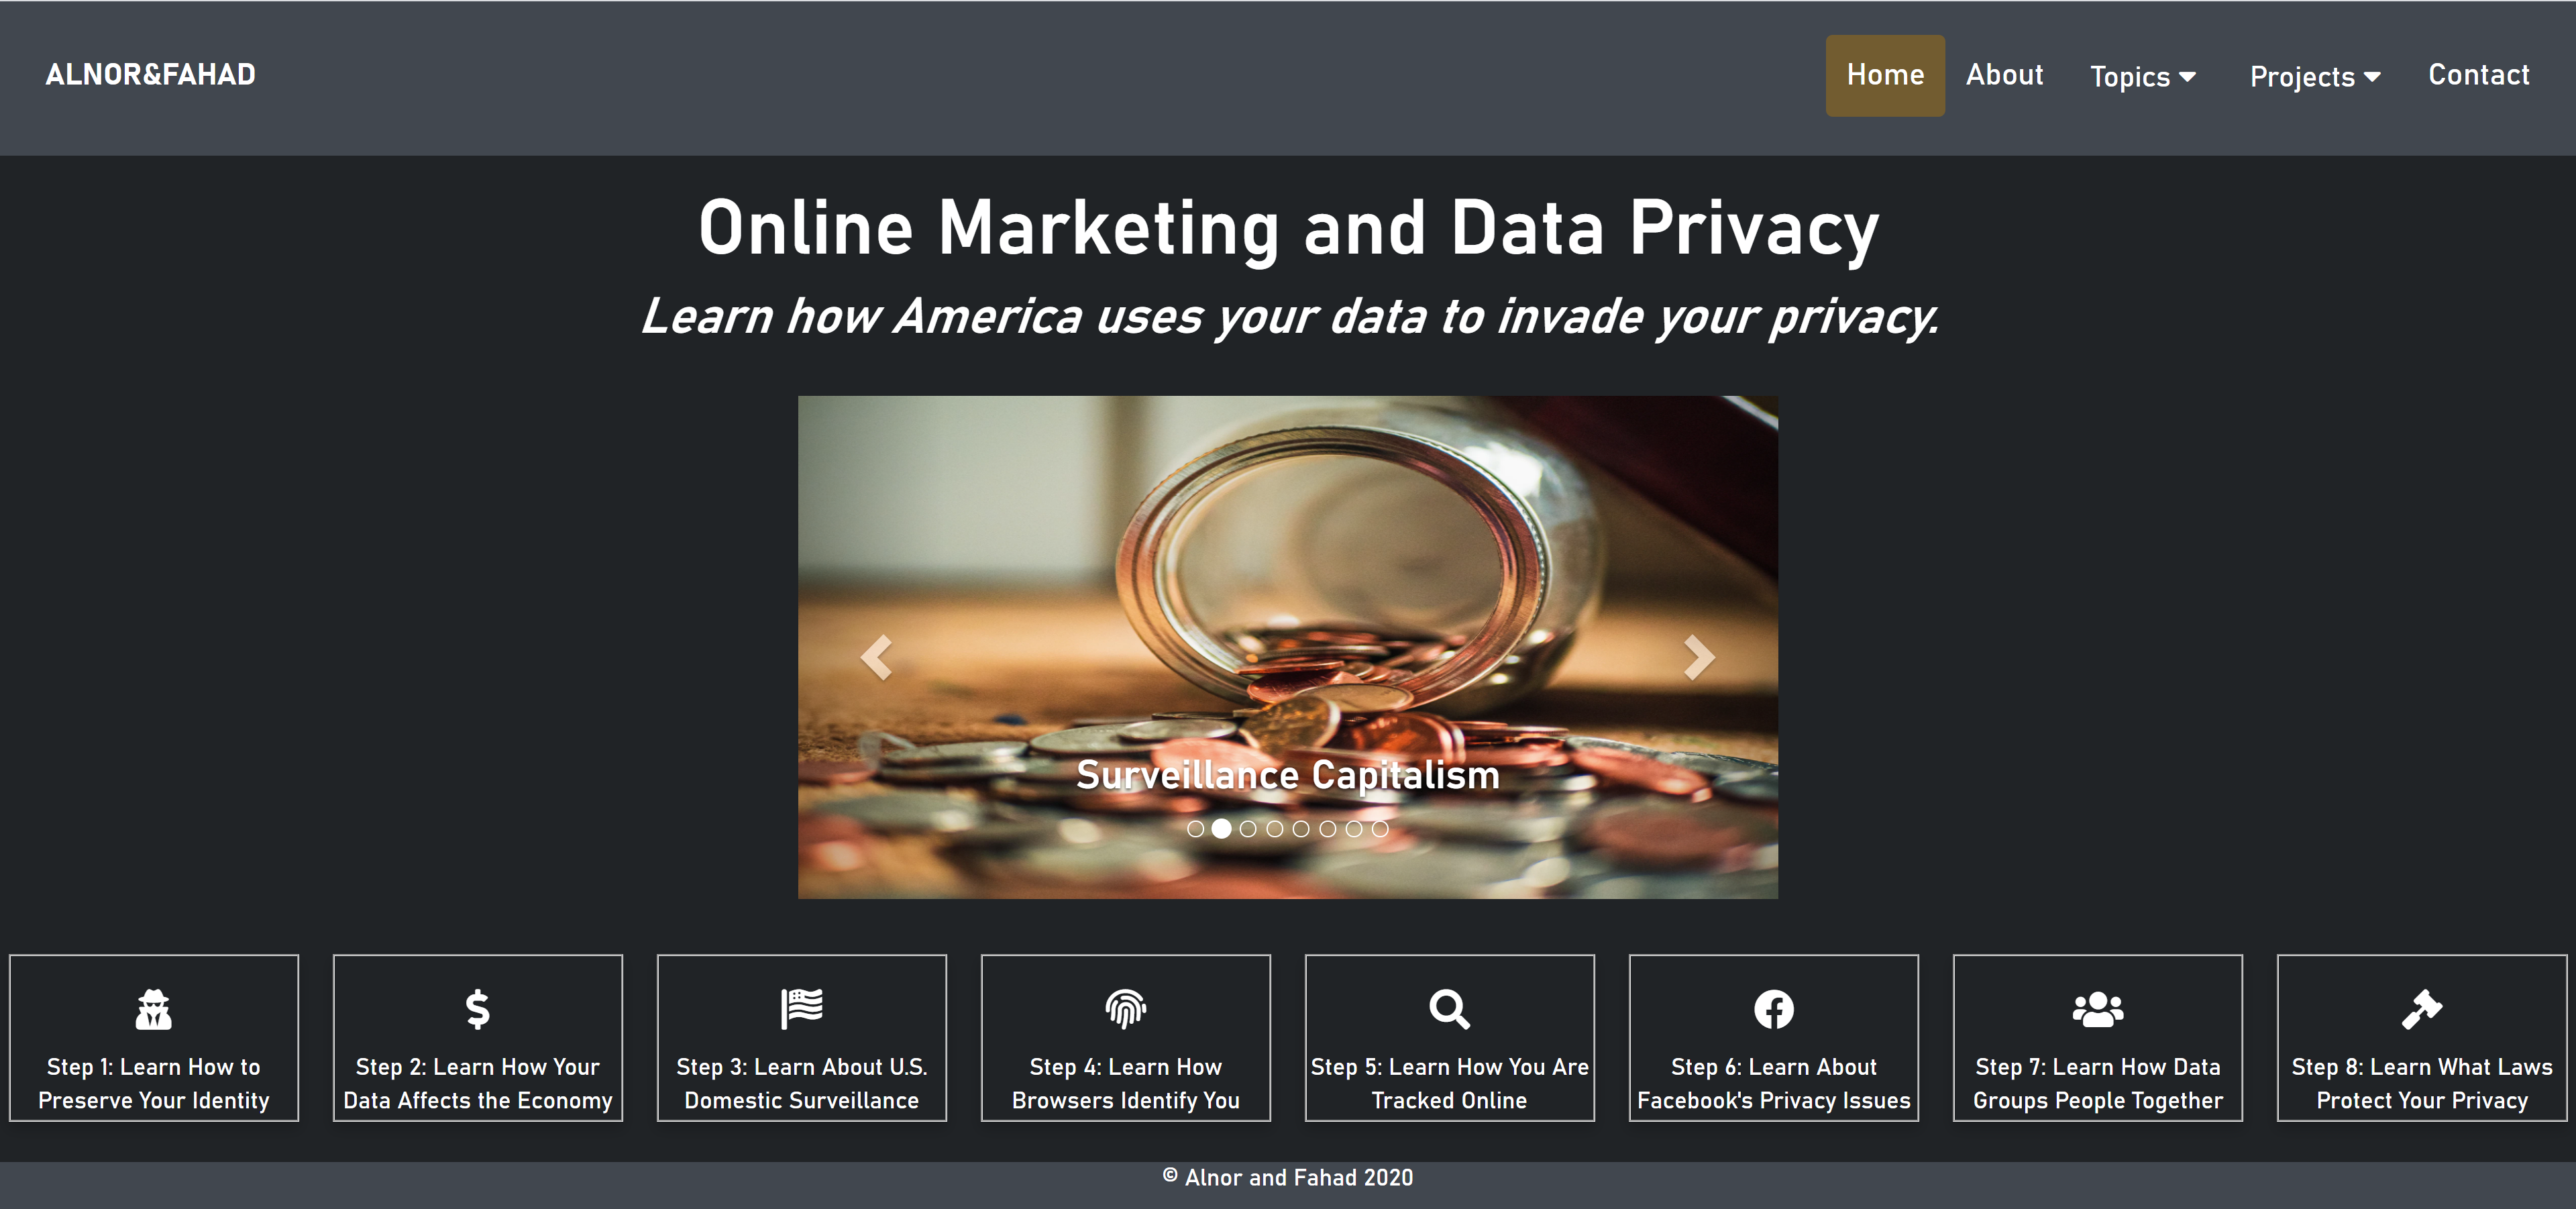 ALNOR&FAHAD
Home About Topics Projects Contact
Online Marketing and Data Privacy
Learn how America uses your data to invade your privacy.
Surveillance Capitalism
Step 1: Learn How to
Preserve Your Identity
Step 2: Learn How Your
Data Affects the Economy
Step 3: Learn About U.S.
Domestic Surveillance
Step 4: Learn How
Browsers Identify You
Step 5: Learn How You Are
Tracked Online
Step 6: Learn About
Facebook's Privacy Issues
Step 7: Learn How Data
Groups People Together
Step 8: Learn What Laws
Protect Your Privacy
© Alnor and Fahad 2020